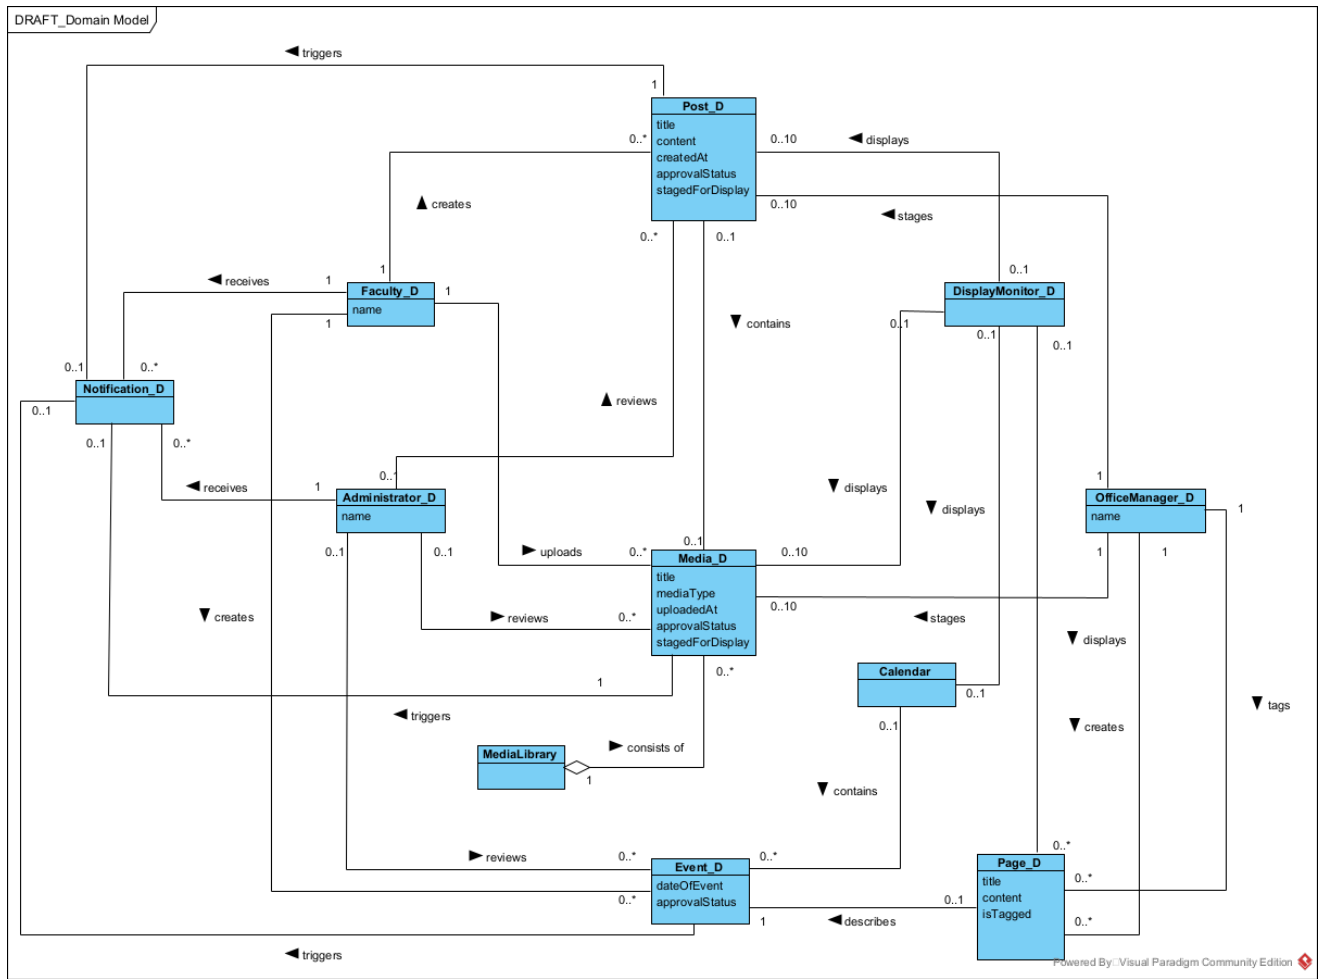 DRAFT_Domain Model
triggers
1
Post_D
title
content
createdAt
approvalStatus
stagedForDisplay
0..*
0..10
displays
0..10
stages
creates
0..*
0..1
1
receives
1
Faculty_D
name
1
1
0..1
DisplayMonitor_D
0..1
0..1
0..1
contains
0..1
0..*
Notification_D
0..1
0..1
0..*
reviews
receives
1
0..1
Administrator_D
name
0..1
0..1
displays
displays
1
OfficeManager_D
name
1
1
1
uploads
0..*
0..1
Media_D
title
mediaType
uploadedAt
approvalStatus
stagedForDisplay
0..10
0..10
creates
reviews
0..*
stages
displays
1
0..*
Calendar
0..1
0..1
triggers
tags
creates
MediaLibrary
consists of
1
contains
reviews
0..*
Event_D
dateOfEvent
approvalStatus
0..*
0..*
0..*
Page_D
title
content
isTagged
0..*
0..*
0..1
1
describes
triggers
Powered By Visual Paradigm Community Edition